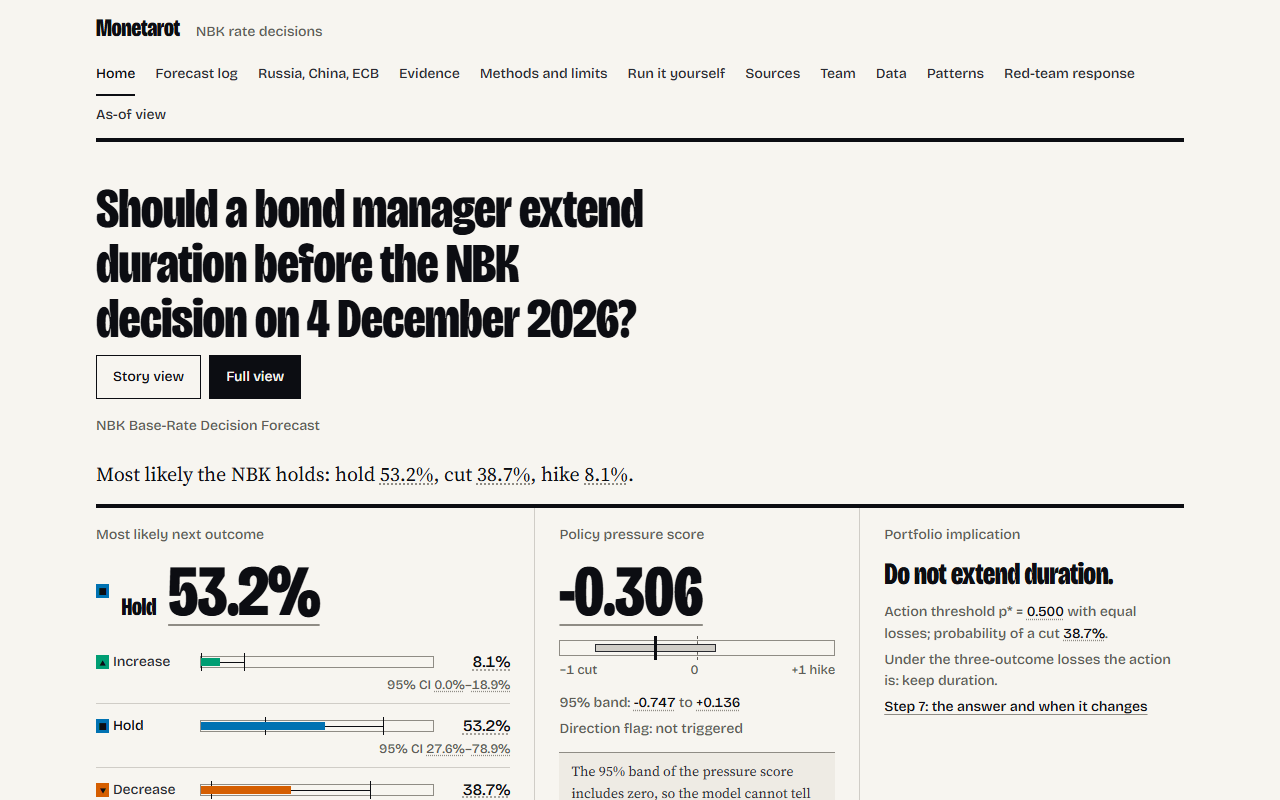 Monetarot NBK rate decisions
Home Forecast log Russia, China, ECB Evidence Methods and limits Run it yourself Sources Team Data Patterns Red-team response
As-of view
Should a bond manager extend
duration before the NBK
decision on 4 December 2026?
Story view Full view
NBK Base-Rate Decision Forecast
Most likely the NBK holds: hold 53.2%, cut 38.7%, hike 8.1%.
Most likely next outcome
Hold 53.2%
▲ Increase 8.1%
95% CI 0.0%–18.9%
■ Hold 53.2%
95% CI 27.6%–78.9%
▼ Decrease 38.7%
Policy pressure score
-0.306
−1 cut 0 +1 hike
95% band: -0.747 to +0.136
Direction flag: not triggered
The 95% band of the pressure score
includes zero, so the model cannot tell
Portfolio implication
Do not extend duration.
Action threshold p* = 0.500 with equal
losses; probability of a cut 38.7%.
Under the three-outcome losses the action
is: keep duration.
Step 7: the answer and when it changes